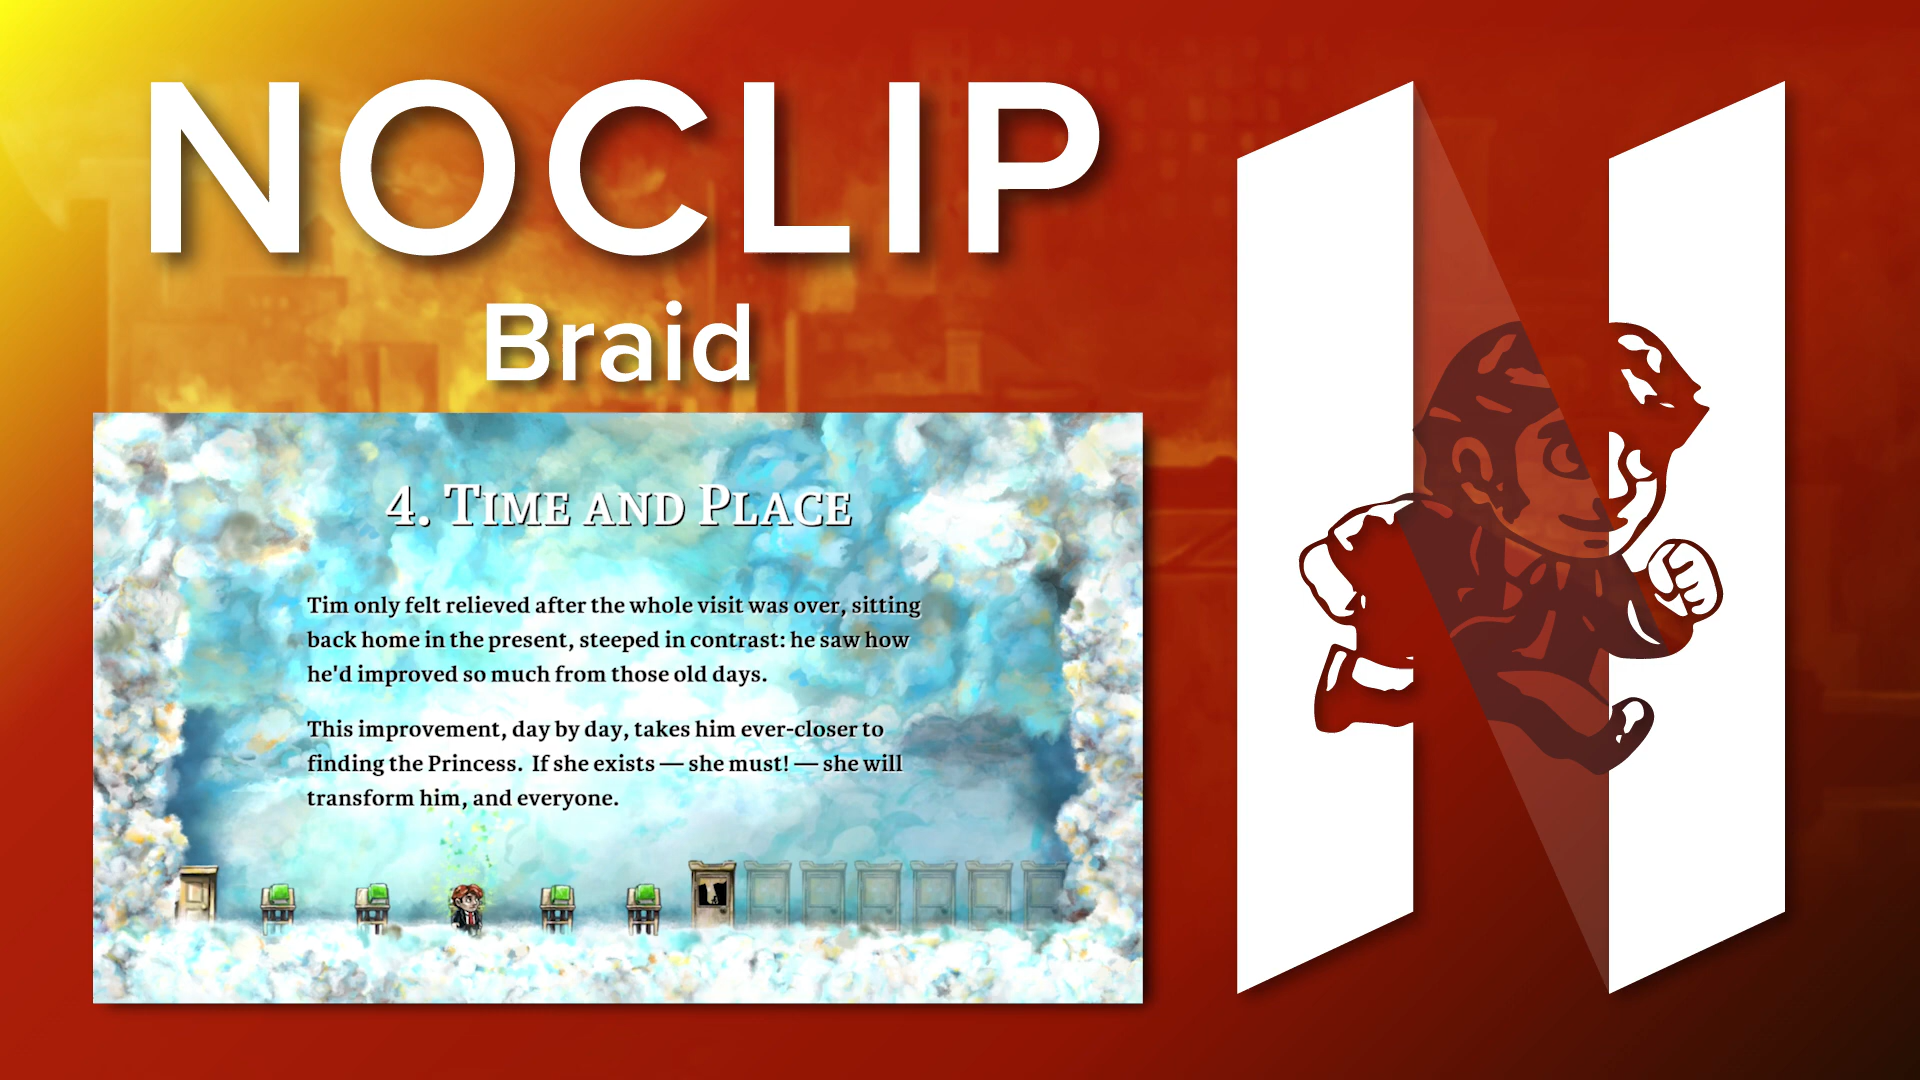 NOCLIP
Braid
4. TIME AND PLACE
Tim only felt relieved after the whole visit was over, sitting
back home in the present, steeped in contrast: he saw how
he'd improved so much from those old days.
This improvement, day by day, takes him ever-closer to
finding the Princess.  If she exists — she must! — she will
transform him, and everyone.